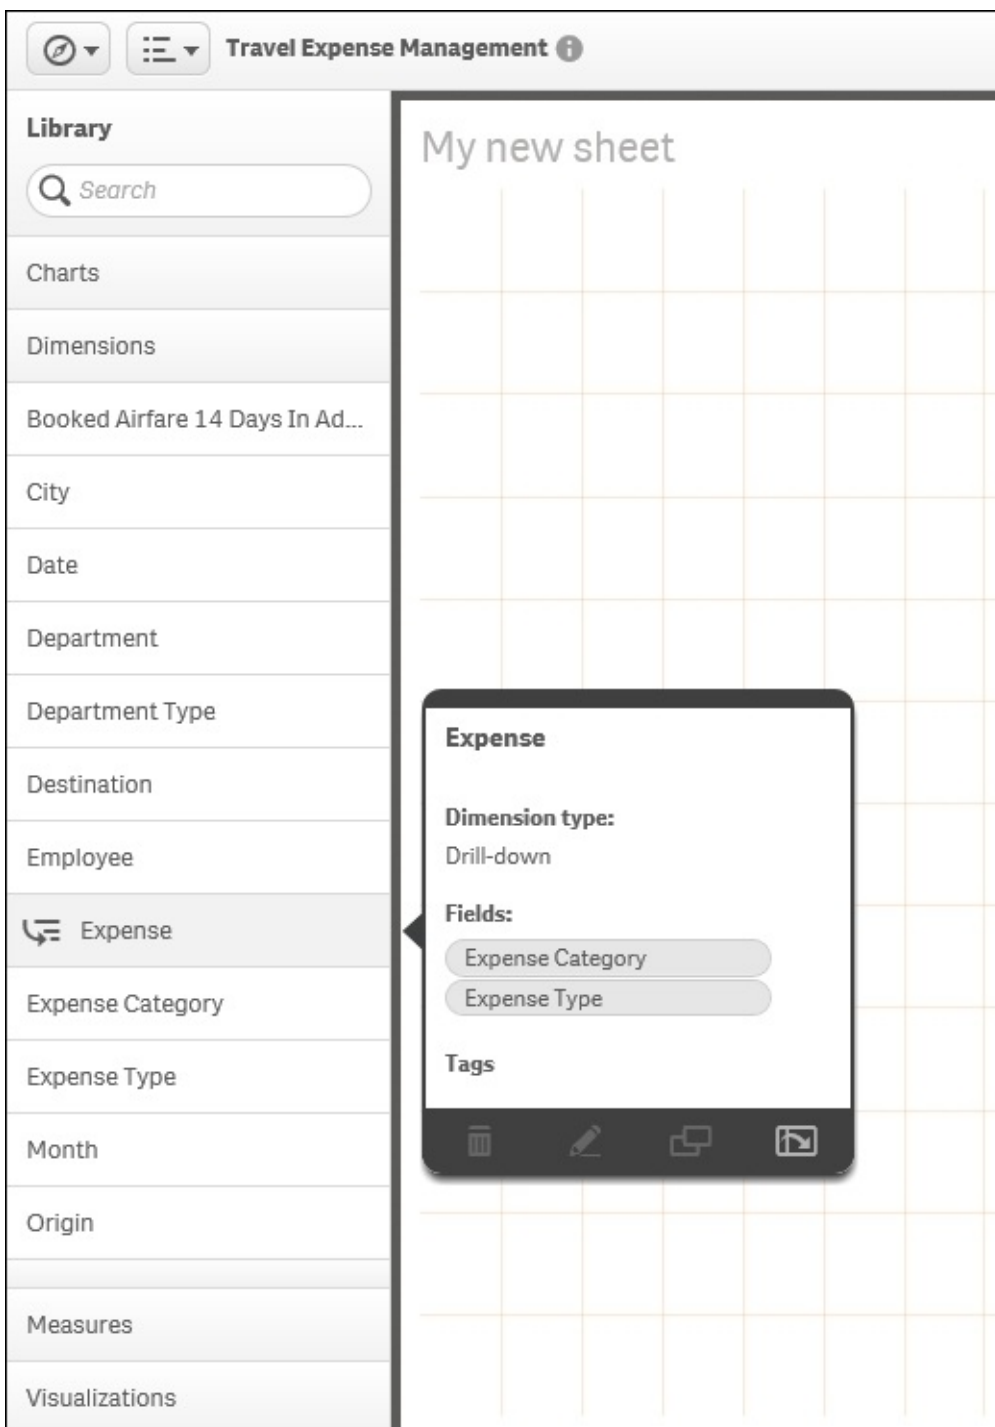 Travel Expense Management
Library
Search
Charts
Dimensions
Booked Airfare 14 Days In Ad...
City
Date
Department
Department Type
Destination
Employee
Expense
Expense Category
Expense Type
Month
Origin
Measures
Visualizations
My new sheet
Expense
Dimension type:
Drill-down
Fields:
Expense Category
Expense Type
Tags